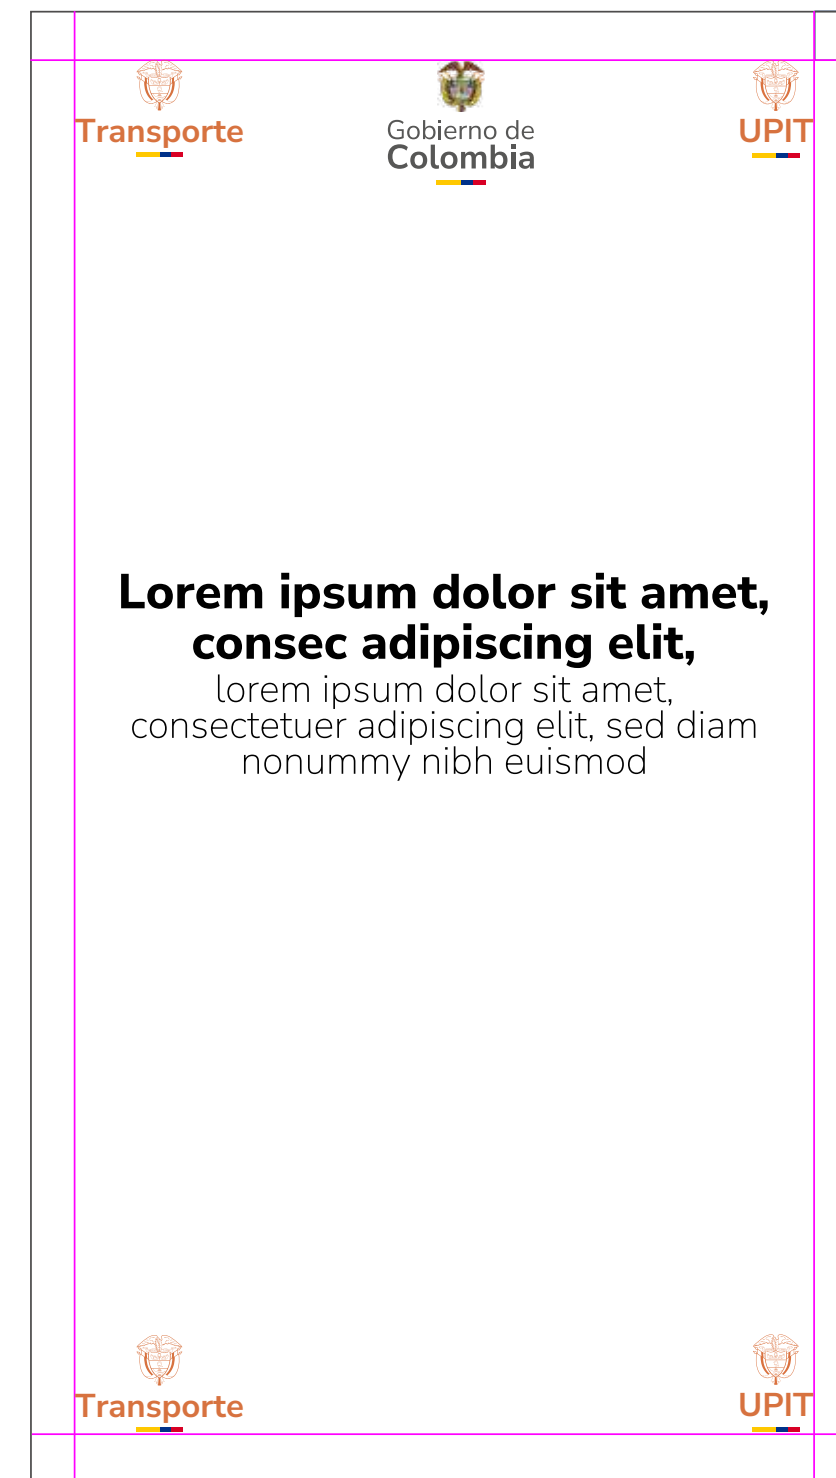 Transporte
Gobierno de
Colombia
UPIT
Lorem ipsum dolor sit amet,
consec adipiscing elit,
lorem ipsum dolor sit amet,
consectetuer adipiscing elit, sed diam
nonummy nibh euismod
Transporte
UPIT